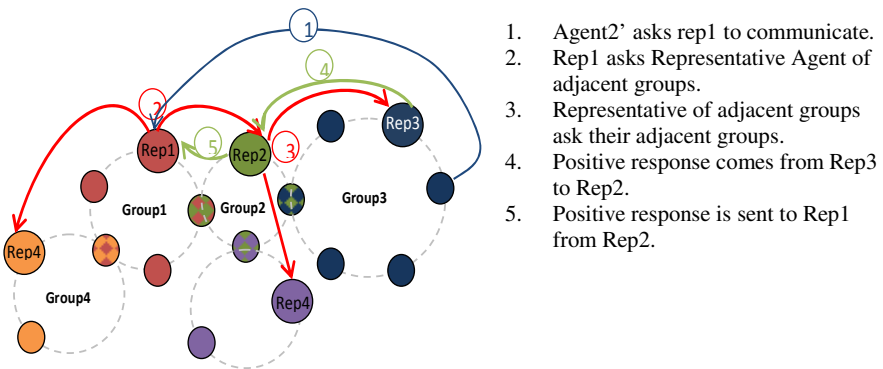 1
4
2
5
3
Rep1
Rep2
Rep3
Group1
Group2
Group3
Rep4
Group4
Rep4
1. Agent2’ asks rep1 to communicate.
2. Rep1 asks Representative Agent of
adjacent groups.
3. Representative of adjacent groups
ask their adjacent groups.
4. Positive response comes from Rep3
to Rep2.
5. Positive response is sent to Rep1
from Rep2.